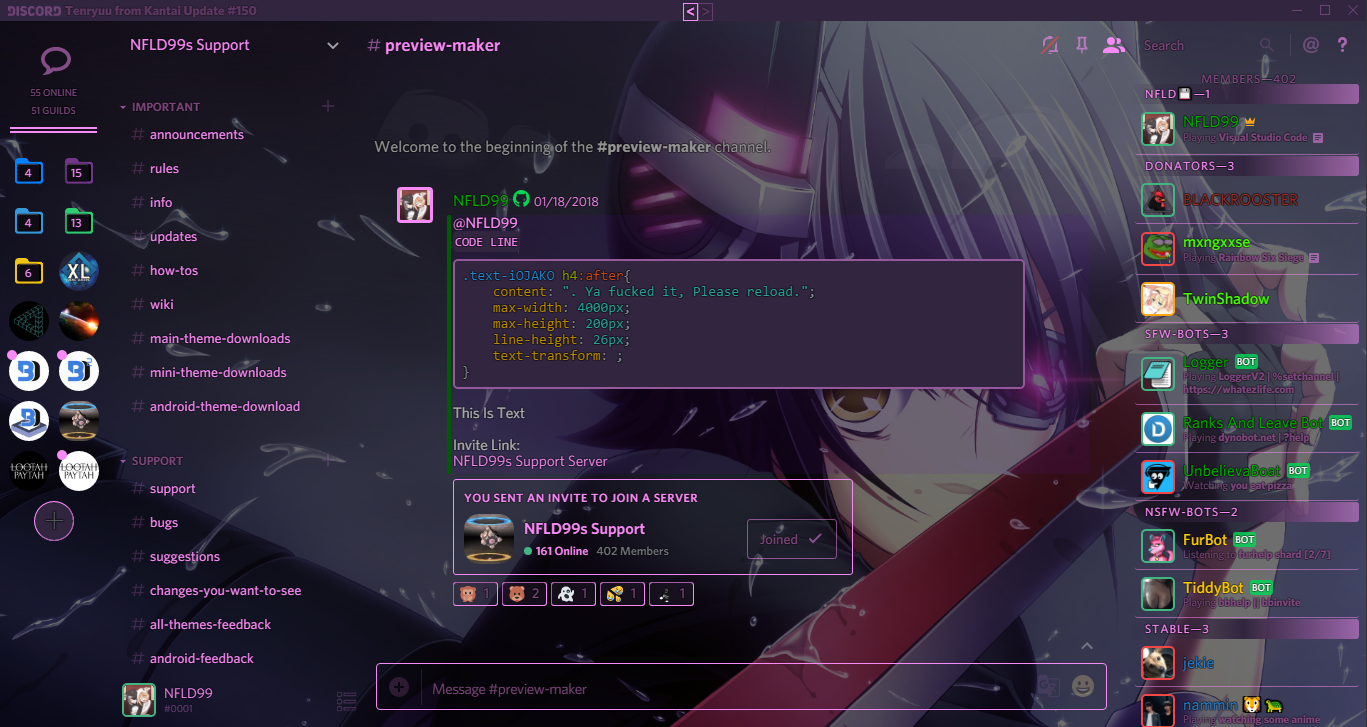 DISCORD Tenryuu from Kantai Update #150
< >
55 ONLINE
51 GUILDS
4
15
4
13
6
XL
LOOTAH
PAYTAH
LOOTAH
PAYTAH
NFLD99s Support
IMPORTANT
# announcements
# rules
# info
# updates
# how-tos
# wiki
# main-theme-downloads
# mini-theme-downloads
# android-theme-download
SUPPORT
# support
# bugs
# suggestions
# changes-you-want-to-see
# all-themes-feedback
# android-feedback
NFLD99
#0001
# preview-maker
Search
Welcome to the beginning of the #preview-maker channel.
NFLD99 01/18/2018
@NFLD99
CODE LINE
.text-iOJAKO h4:after{
content: ". Ya fucked it, Please reload.";
max-width: 4000px;
max-height: 200px;
line-height: 26px;
text-transform: ;
}
This Is Text
Invite Link:
NFLD99s Support Server
YOU SENT AN INVITE TO JOIN A SERVER
NFLD99s Support
161 Online 402 Members
Joined
1 2 1 1 1
Message #preview-maker
MEMBERS—402
NFLD💾—1
NFLD99
Playing Visual Studio Code
DONATORS—3
BLACKROOSTER
mxngxxse
Playing Rainbow Six Siege
TwinShadow
SFW-BOTS—3
Logger BOT
Playing LoggerV2 | %setchannel |
https://whatezlife.com
Ranks And Leave Bot BOT
Playing dynobot.net | ?help
UnbelievaBoat BOT
Watching you eat pizza
NSFW-BOTS—2
FurBot BOT
Listening to furhelp shard [2/7]
TiddyBot BOT
Playing bbhelp || bbinvite
STABLE—3
jekie
nammin 🐯🐢
Playing watching some anime